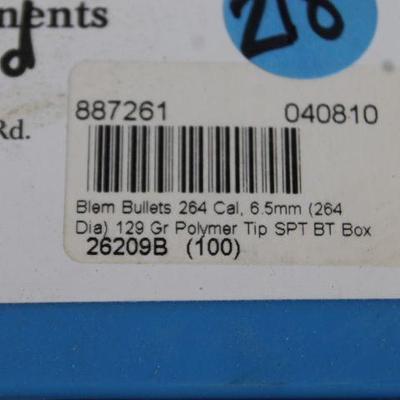 nents
Rd.
218
887261 040810
Blem Bullets 264 Cal, 6.5mm (264
Dia) 129 Gr Polymer Tip SPT BT Box
26209B (100)